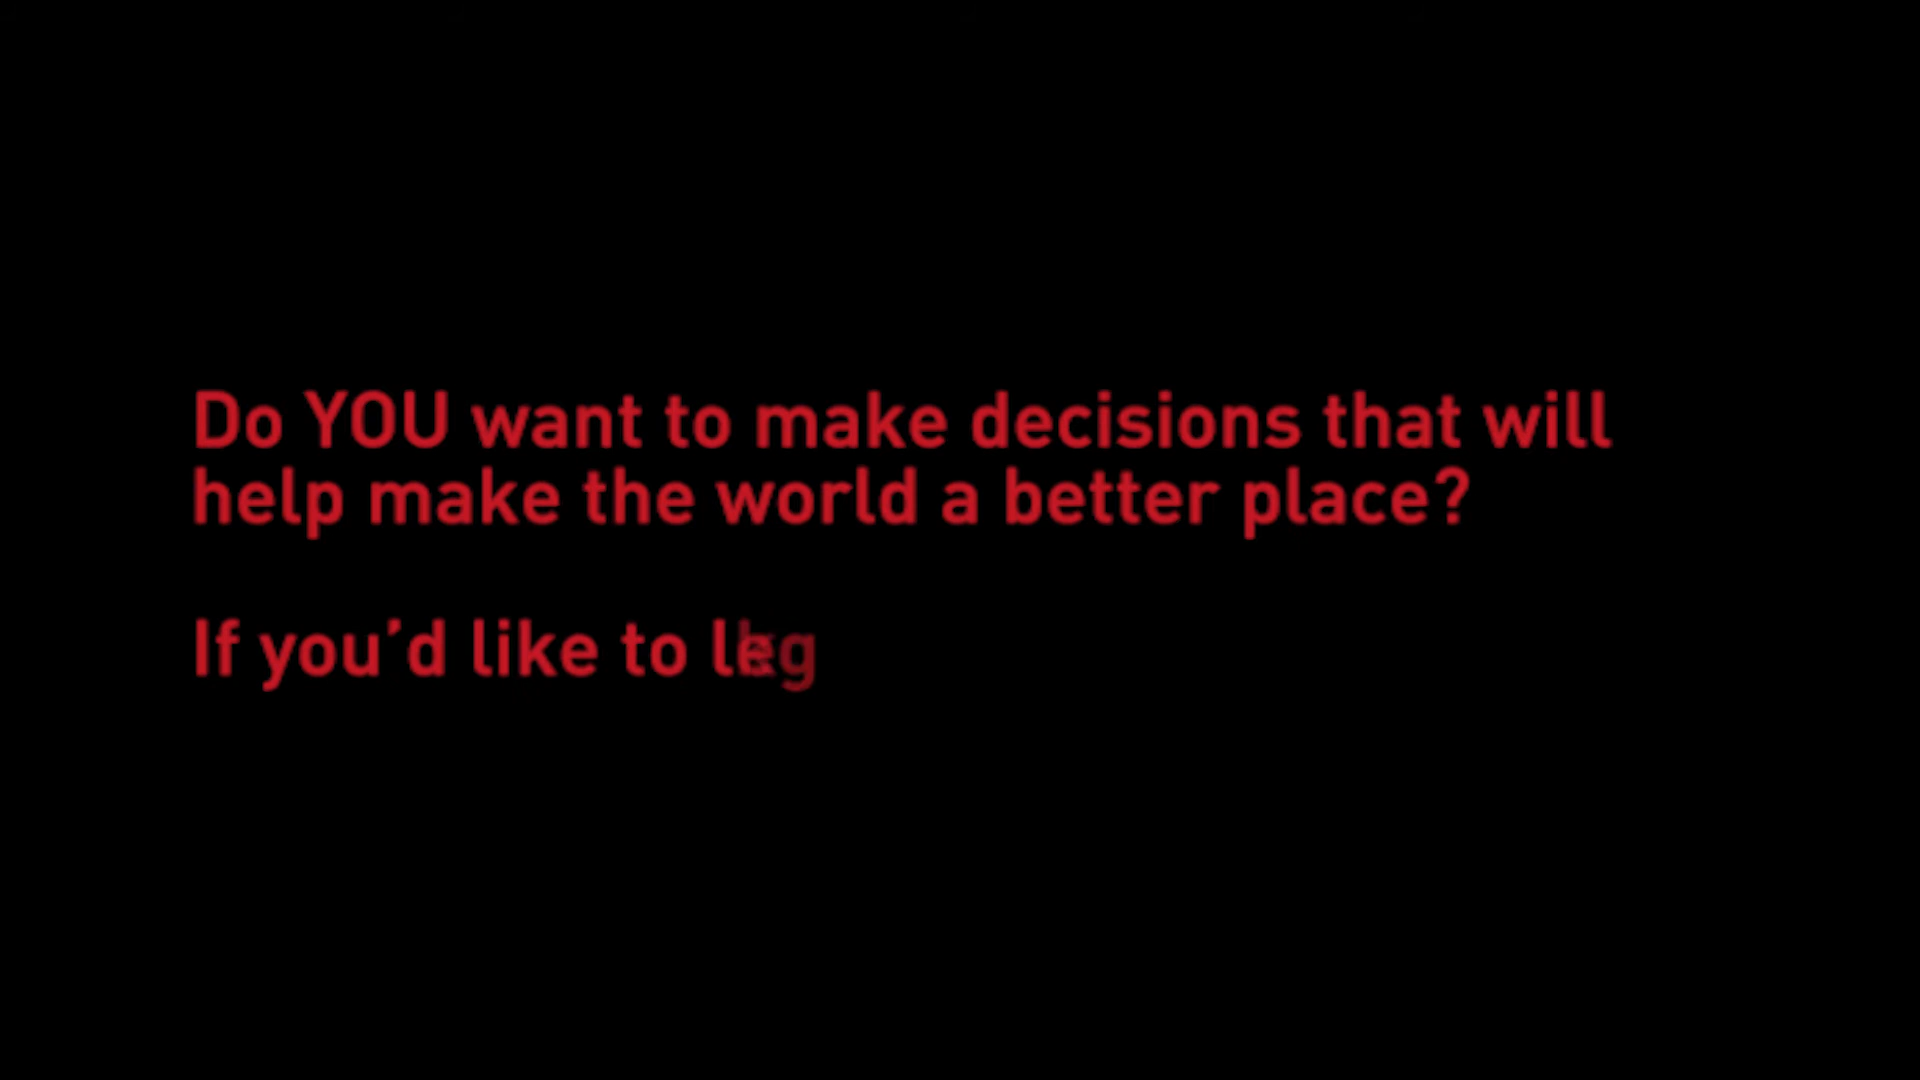 Do YOU want to make decisions that will
help make the world a better place?
If you’d like to